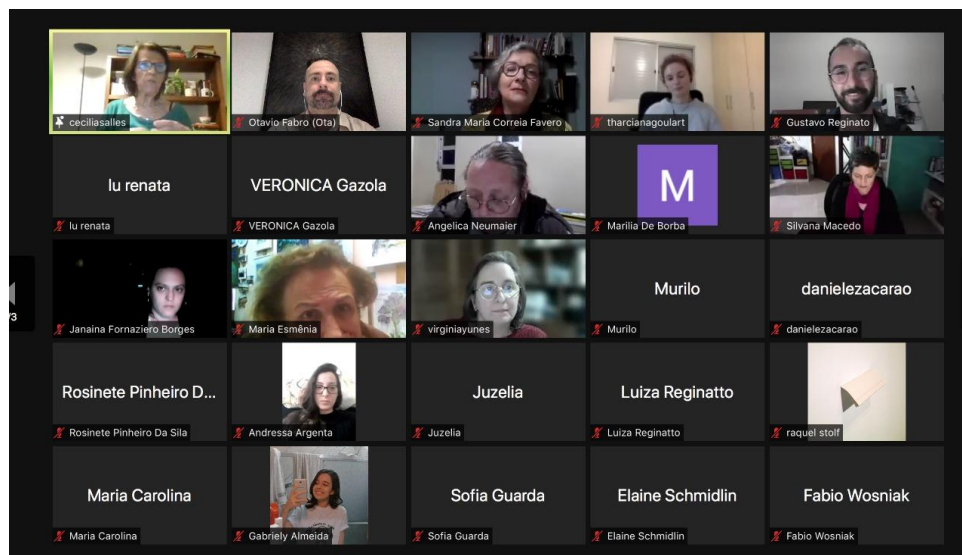 ceciliasalles
Otavio Fabro (Ota)
Sandra Maria Correia Favero
tharcianagoulart
Gustavo Reginato
lu renata
lu renata
VERONICA Gazola
VERONICA Gazola
Angelica Neumaier
M
Marilia De Borba
Silvana Macedo
Janaina Fornaziero Borges
Maria Esmênia
virginiayunes
Murilo
Murilo
danielezacarao
danielezacarao
/3
Rosinete Pinheiro D...
Rosinete Pinheiro Da Sila
Andressa Argenta
Juzelia
Juzelia
Luiza Reginatto
Luiza Reginatto
raquel stolf
Maria Carolina
Maria Carolina
Gabriely Almeida
Sofia Guarda
Sofia Guarda
Elaine Schmidlin
Elaine Schmidlin
Fabio Wosniak
Fabio Wosniak